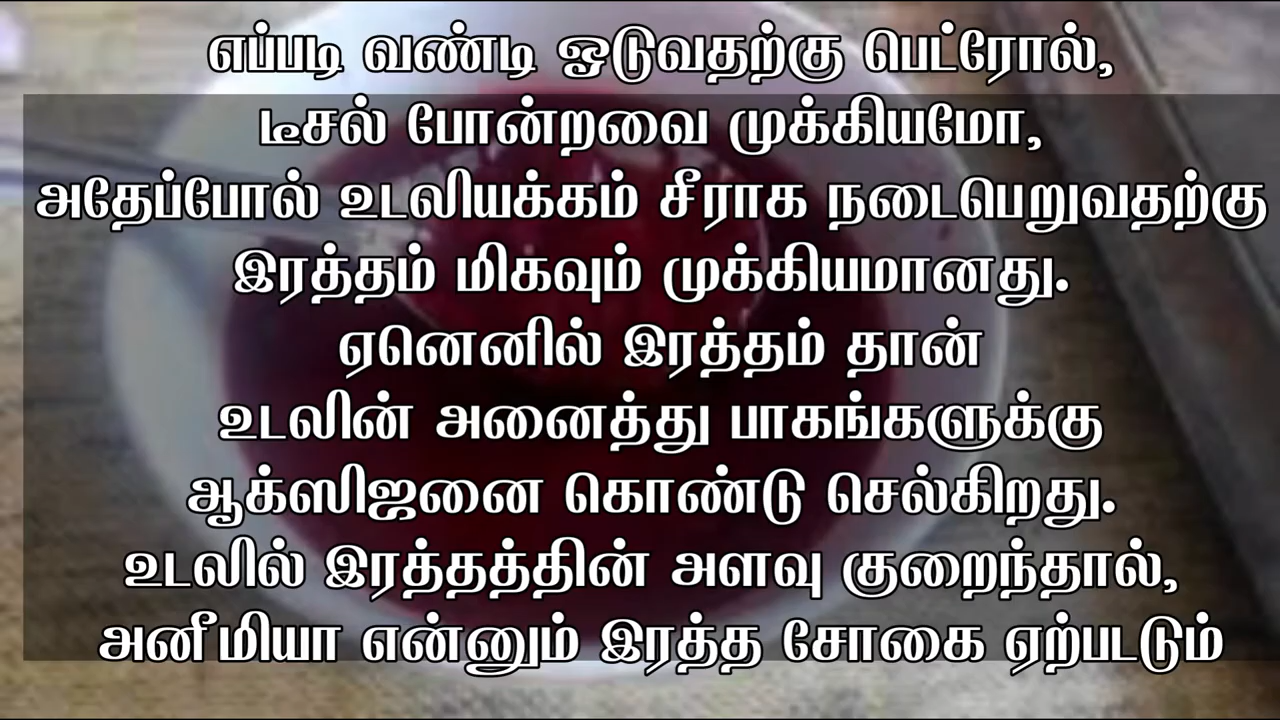 எப்படி வண்டி ஓடுவதற்கு பெட்ரோல்,
டீசல் போன்றவை முக்கியமோ,
அதேப்போல் உடலியக்கம் சீராக நடைபெறுவதற்கு
இரத்தம் மிகவும் முக்கியமானது.
ஏனெனில் இரத்தம் தான்
உடலின் அனைத்து பாகங்களுக்கு
ஆக்ஸிஜனை கொண்டு செல்கிறது.
உடலில் இரத்தத்தின் அளவு குறைந்தால்,
அனீமியா என்னும் இரத்த சோகை ஏற்படடும்